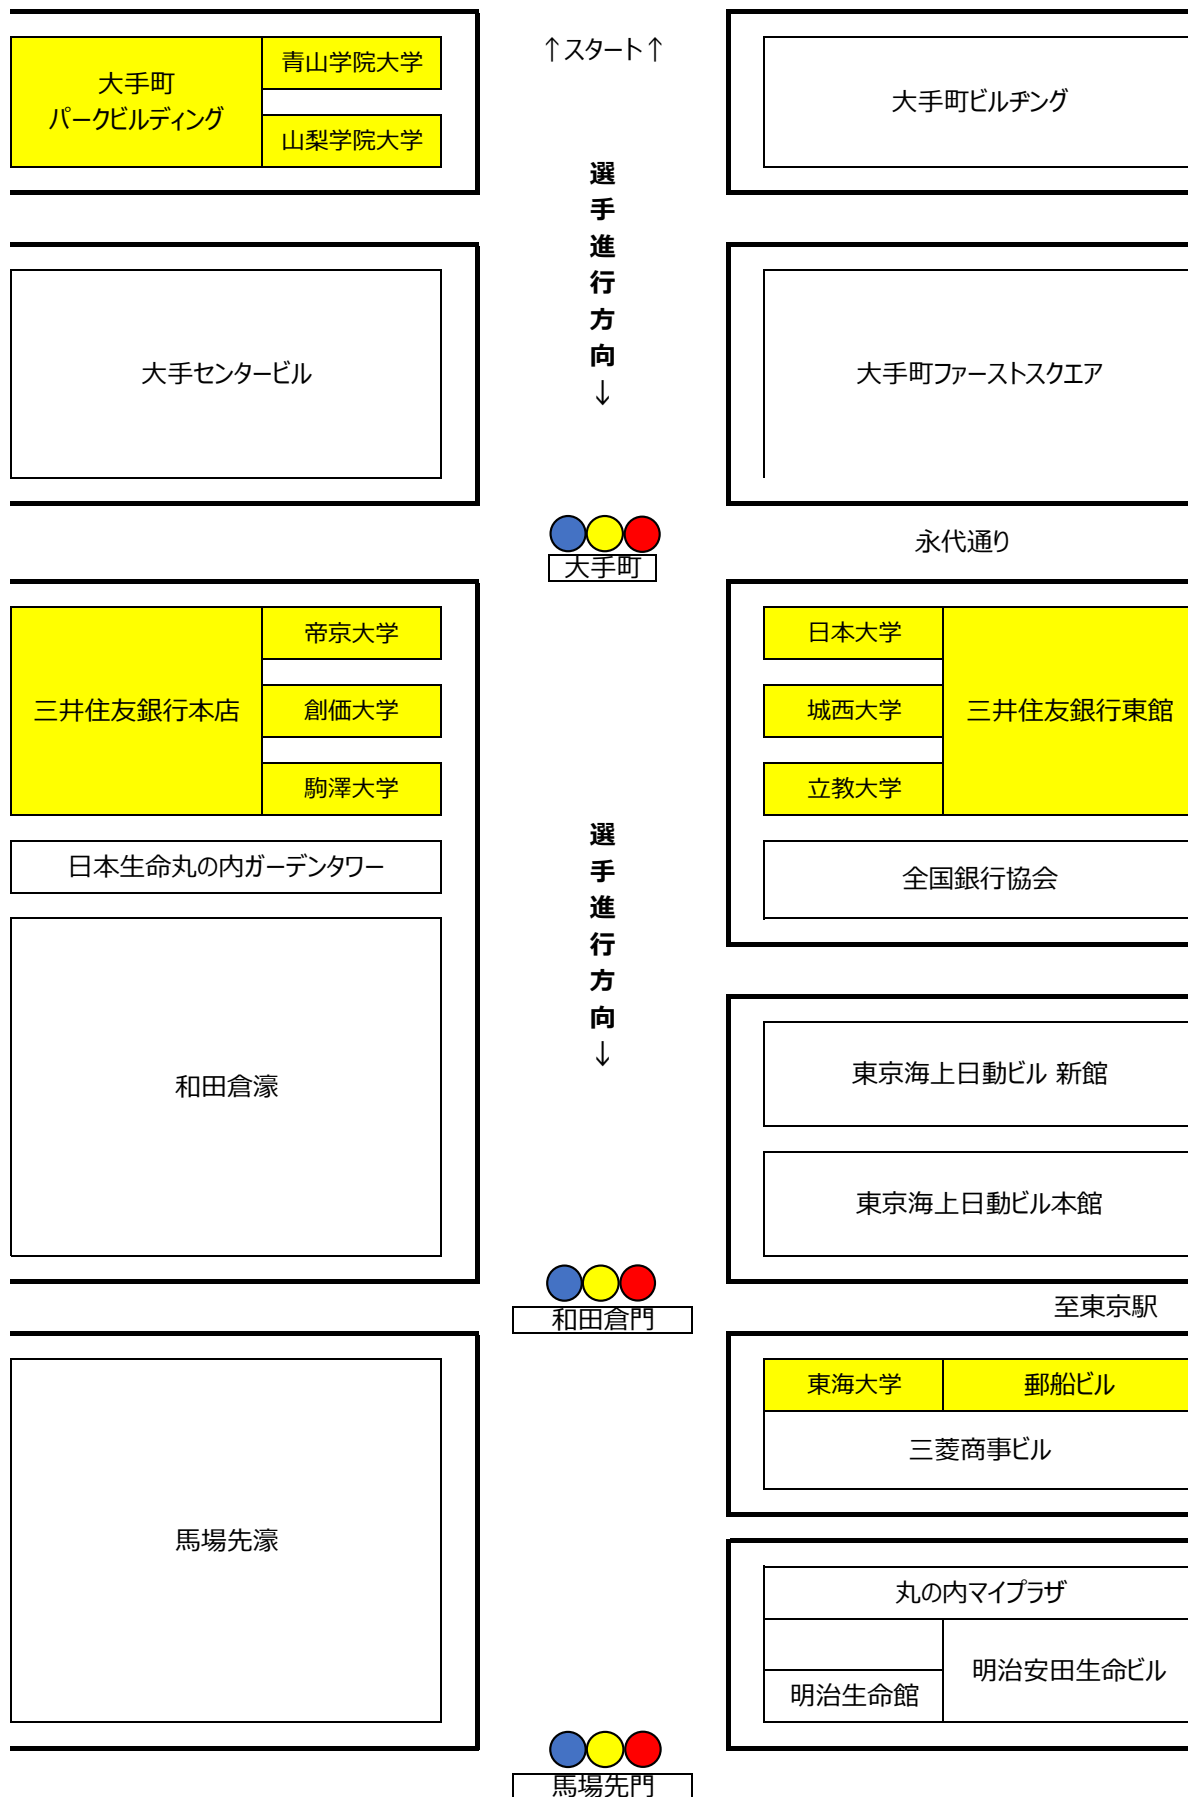 ↑スタート↑
大手町
パークビルディング
青山学院大学
山梨学院大学
大手町ビルヂング
選手進行方向↓
大手センタービル
大手町ファーストスクエア
大手町
永代通り
三井住友銀行本店
帝京大学
創価大学
駒澤大学
日本大学
城西大学
立教大学
三井住友銀行東館
日本生命丸の内ガーデンタワー
全国銀行協会
選手進行方向↓
和田倉濠
東京海上日動ビル 新館
東京海上日動ビル本館
和田倉門
至東京駅
東海大学
郵船ビル
三菱商事ビル
馬場先濠
丸の内マイプラザ
明治安田生命ビル
明治生命館
馬場先門